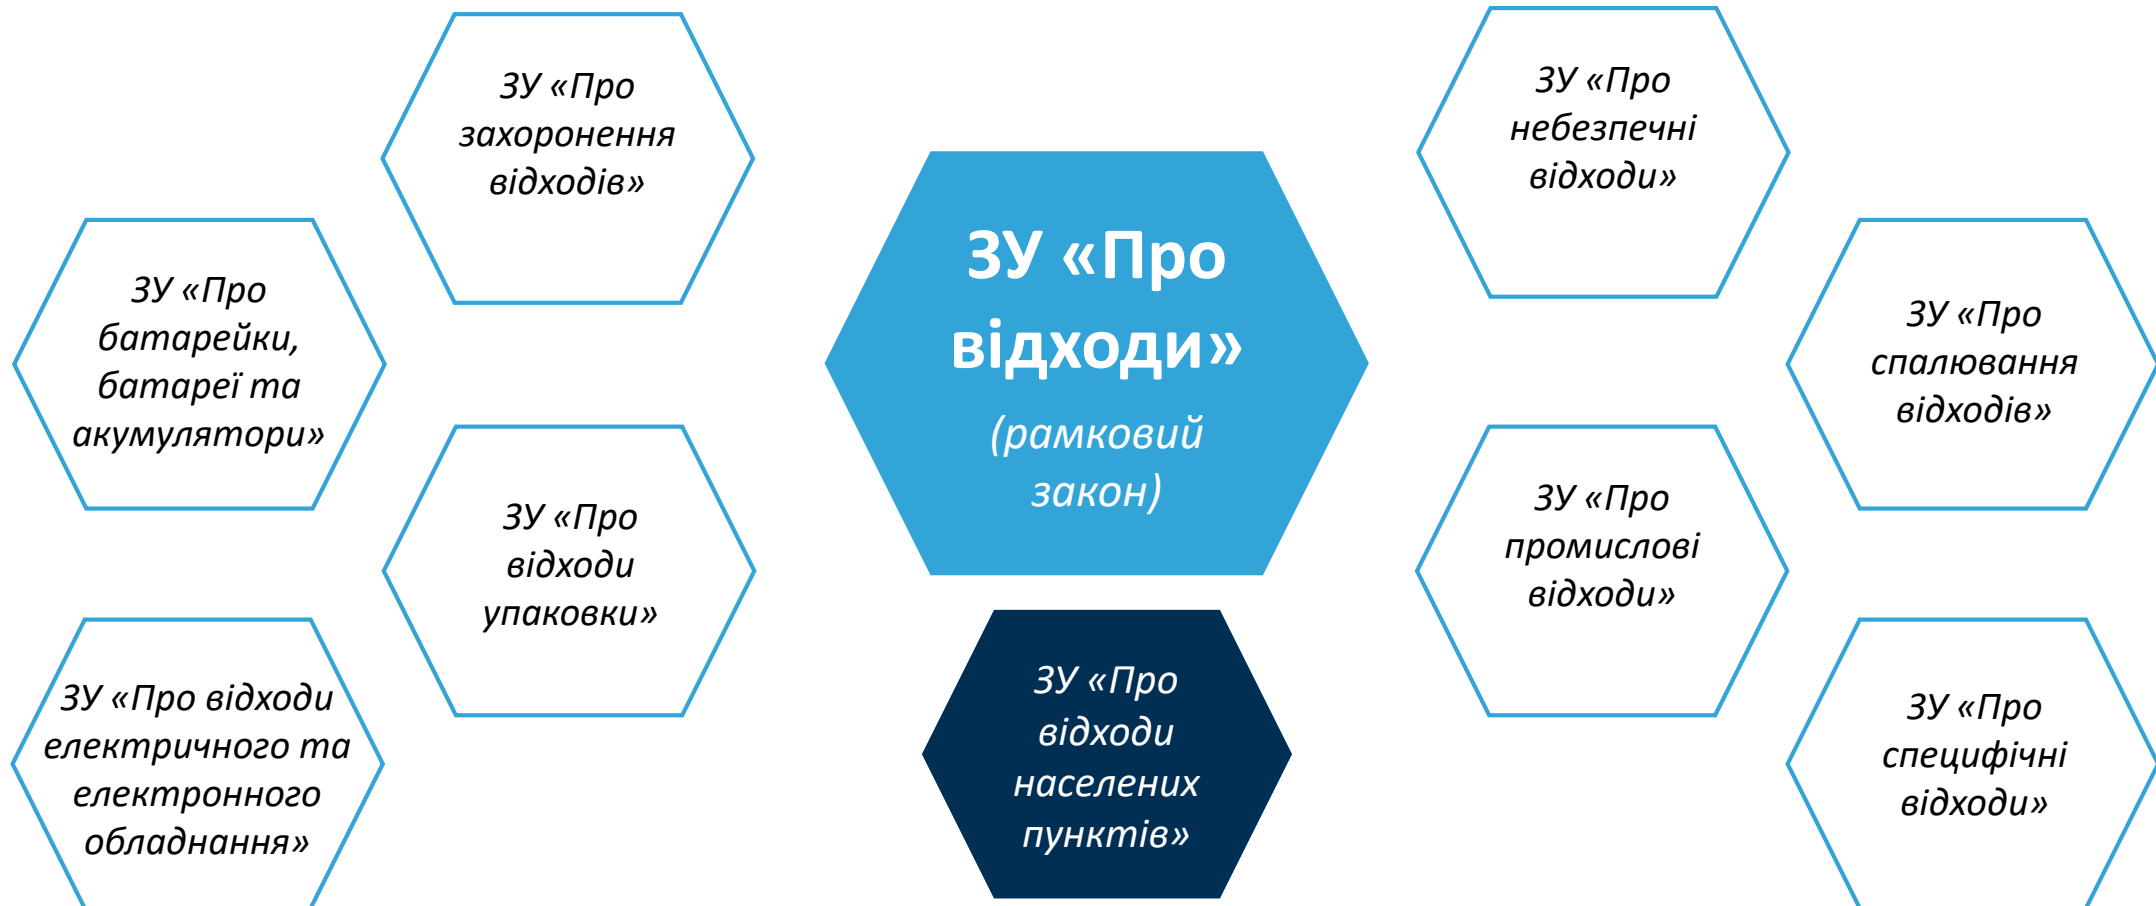 ЗУ «Про
захоронення
відходів»
ЗУ «Про
батарейки,
батареї та
акумулятори»
ЗУ «Про
відходи
упаковки»
ЗУ «Про відходи
електричного та
електронного
обладнання»
ЗУ «Про
відходи»
(рамковий
закон)
ЗУ «Про
відходи
населених
пунктів»
ЗУ «Про
небезпечні
відходи»
ЗУ «Про
спалювання
відходів»
ЗУ «Про
промислові
відходи»
ЗУ «Про
специфічні
відходи»